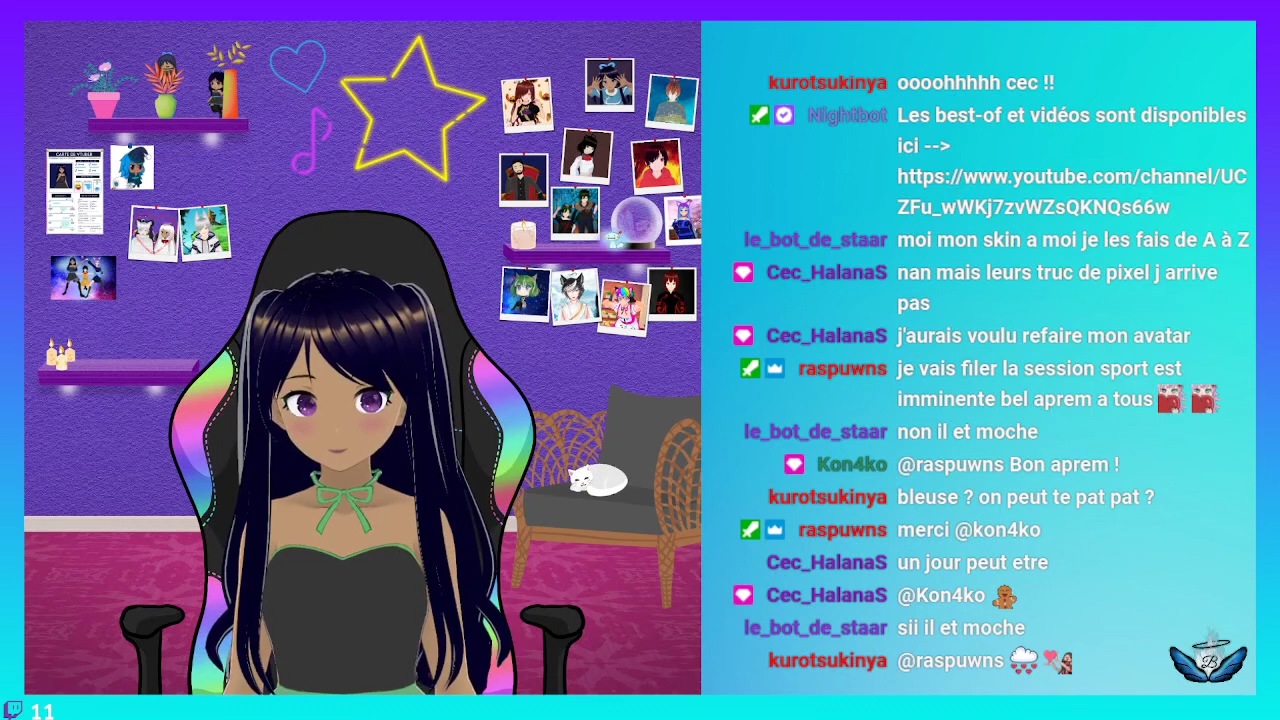 kurotsukinya oooohhhhh cec !!
Nightbot Les best-of et vidéos sont disponibles
ici -->
https://www.youtube.com/channel/UC
ZFu_wWKj7zvWZsQKNQs66w
le_bot_de_staar moi mon skin a moi je les fais de A à Z
Cec_HalanaS nan mais leurs truc de pixel j arrive
pas
Cec_HalanaS j'aurais voulu refaire mon avatar
raspuwns je vais filer la session sport est
imminente bel aprem a tous
le_bot_de_staar non il et moche
Kon4ko @raspuwns Bon aprem !
kurotsukinya bleuse ? on peut te pat pat ?
raspuwns merci @kon4ko
Cec_HalanaS un jour peut etre
Cec_HalanaS @Kon4ko
le_bot_de_staar sii il et moche
kurotsukinya @raspuwns
B
11
CARTE DE VTUBER